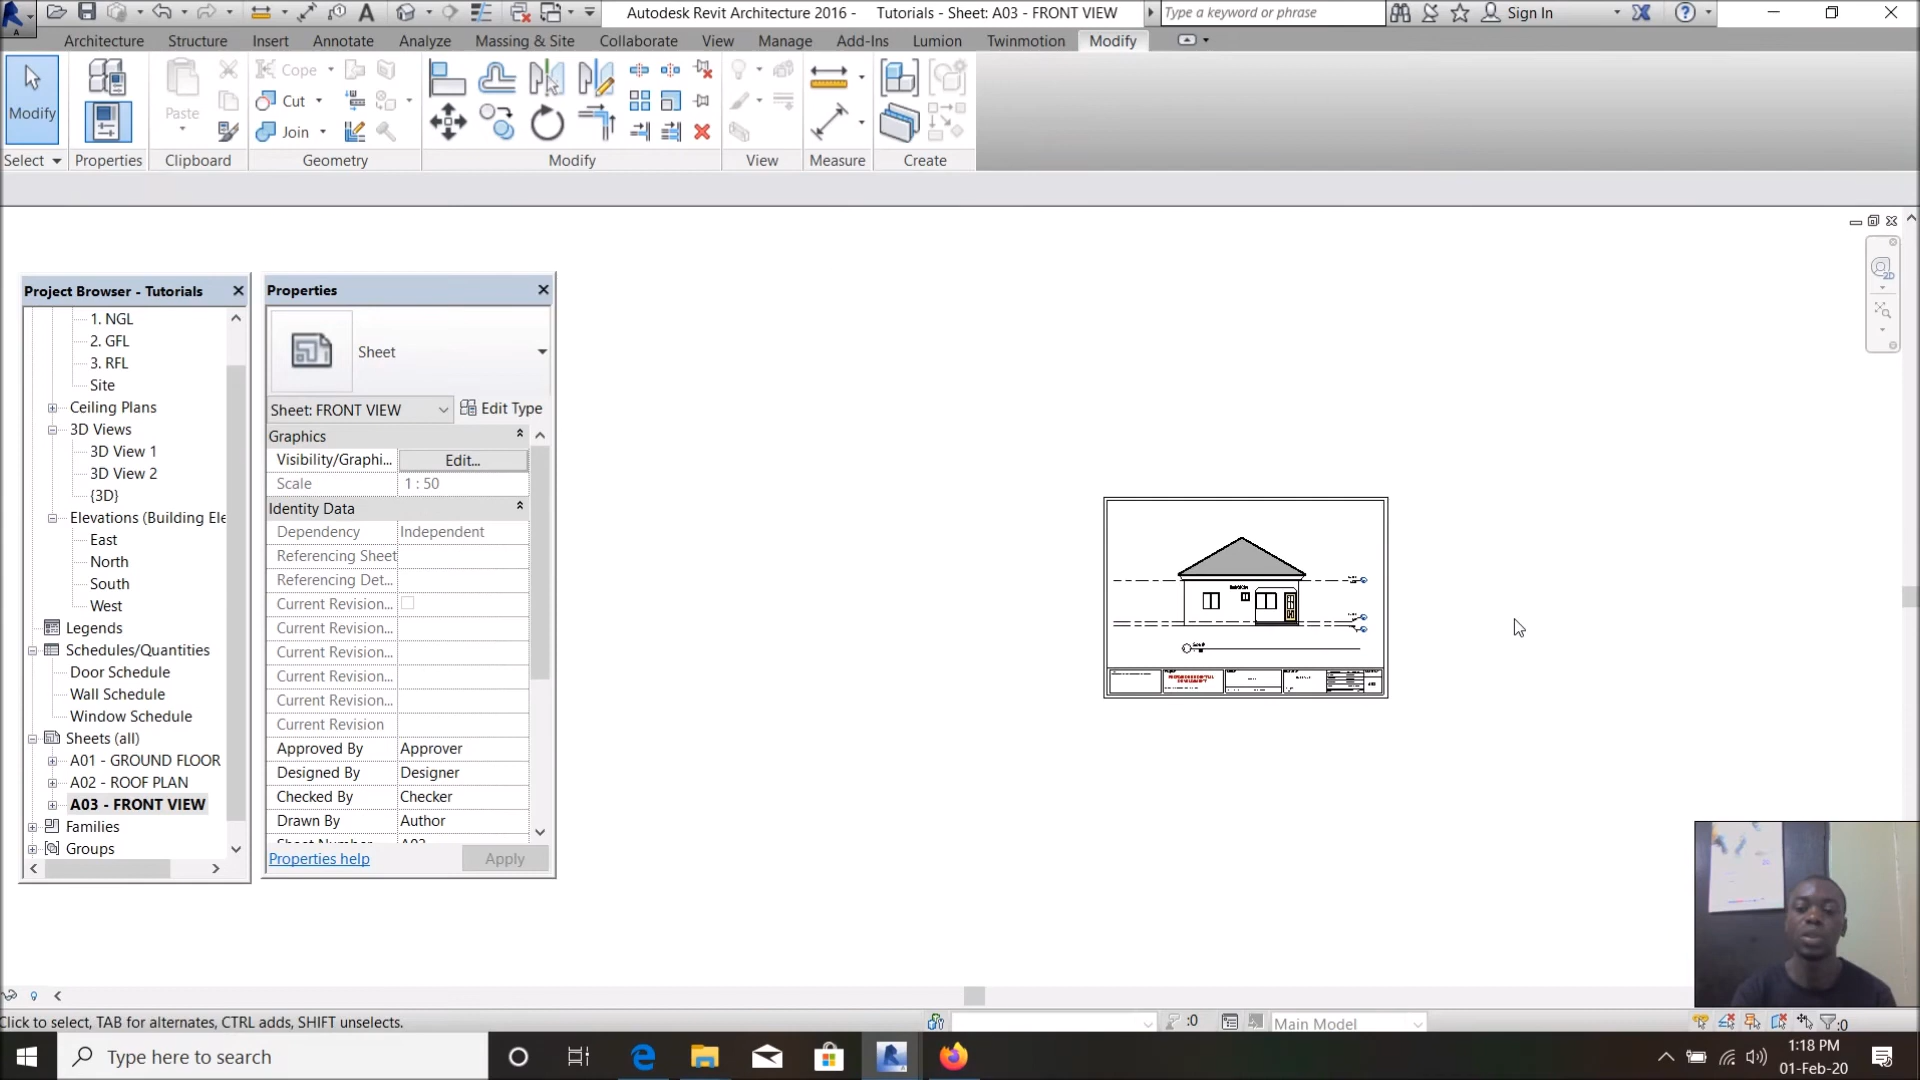 Autodesk Revit Architecture 2016 - Tutorials - Sheet: A03 - FRONT VIEW
Type a keyword or phrase
Sign In
Architecture Structure Insert Annotate Analyze Massing & Site Collaborate View Manage Add-Ins Lumion Twinmotion Modify
Modify
Paste
Cope
Cut
Join
Select Properties Clipboard Geometry Modify View Measure Create
Project Browser - Tutorials
1. NGL
2. GFL
3. RFL
Site
Ceiling Plans
3D Views
3D View 1
3D View 2
{3D}
Elevations (Building Ele
East
North
South
West
Legends
Schedules/Quantities
Door Schedule
Wall Schedule
Window Schedule
Sheets (all)
A01 - GROUND FLOOR
A02 - ROOF PLAN
A03 - FRONT VIEW
Families
Groups
Properties
Sheet
Sheet: FRONT VIEW
Edit Type
Graphics
Visibility/Graphi... Edit...
Scale 1 : 50
Identity Data
Dependency Independent
Referencing Sheet
Referencing Det...
Current Revision...
Current Revision...
Current Revision...
Current Revision...
Current Revision...
Current Revision
Approved By Approver
Designed By Designer
Checked By Checker
Drawn By Author
Sheet Number A03
Properties help
Apply
2D
Click to select, TAB for alternates, CTRL adds, SHIFT unselects.
:0
Main Model
:0
Type here to search
1:18 PM
01-Feb-20